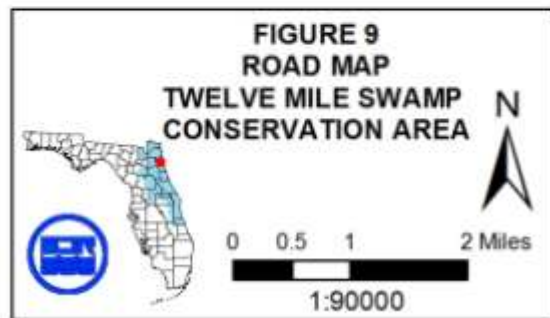 FIGURE 9
ROAD MAP
TWELVE MILE SWAMP
CONSERVATION AREA
N
0 0.5 1 2 Miles
1:90000